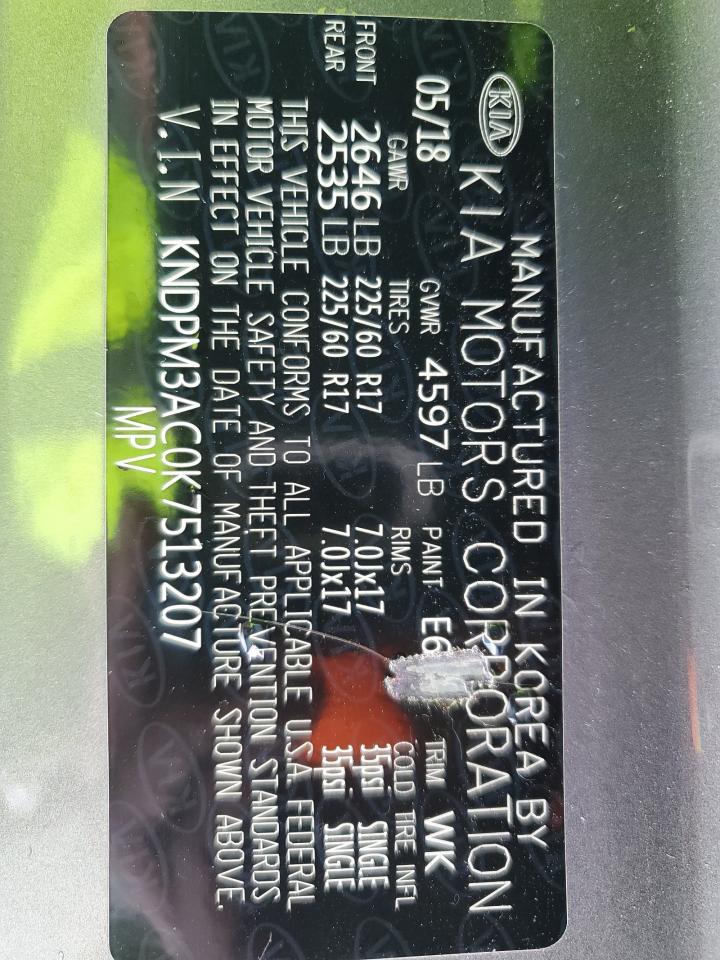 KIA MANUFACTURED IN KOREA BY
KIA MOTORS CORPORATION
05/18 GVWR 4597 LB PAINT E6 TRIM WK
GAWR TIRES RIMS COLD TIRE INFL
FRONT 2646 LB 225/60 R17 7.0Jx17 35psi SINGLE
REAR 2535 LB 225/60 R17 7.0Jx17 35psi SINGLE
THIS VEHICLE CONFORMS TO ALL APPLICABLE U.S.A. FEDERAL
MOTOR VEHICLE SAFETY AND THEFT PREVENTION STANDARDS
IN EFFECT ON THE DATE OF MANUFACTURE SHOWN ABOVE.
V.I.N KNDPM3AC0K7513207
MPV